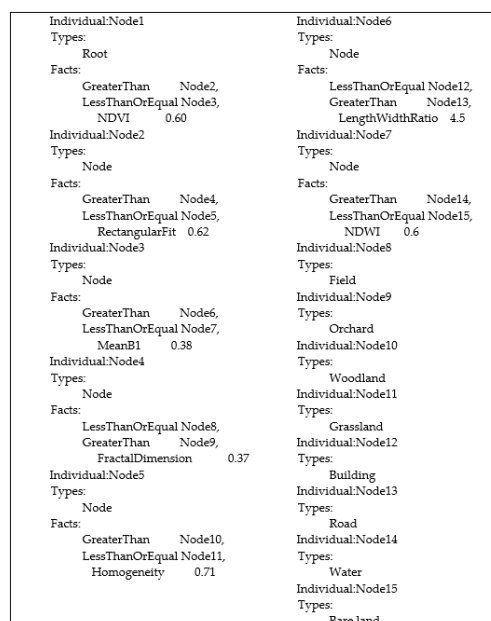 Individual:Node1
Types:
Root
Facts:
GreaterThan Node2,
LessThanOrEqual Node3,
NDVI 0.60
Individual:Node2
Types:
Node
Facts:
GreaterThan Node4,
LessThanOrEqual Node5,
RectangularFit 0.62
Individual:Node3
Types:
Node
Facts:
GreaterThan Node6,
LessThanOrEqual Node7,
MeanB1 0.38
Individual:Node4
Types:
Node
Facts:
LessThanOrEqual Node8,
GreaterThan Node9,
FractalDimension 0.37
Individual:Node5
Types:
Node
Facts:
GreaterThan Node10,
LessThanOrEqual Node11,
Homogeneity 0.71
Individual:Node6
Types:
Node
Facts:
LessThanOrEqual Node12,
GreaterThan Node13,
LengthWidthRatio 4.5
Individual:Node7
Types:
Node
Facts:
GreaterThan Node14,
LessThanOrEqual Node15,
NDWI 0.6
Individual:Node8
Types:
Field
Individual:Node9
Types:
Orchard
Individual:Node10
Types:
Woodland
Individual:Node11
Types:
Grassland
Individual:Node12
Types:
Building
Individual:Node13
Types:
Road
Individual:Node14
Types:
Water
Individual:Node15
Types:
Bare land